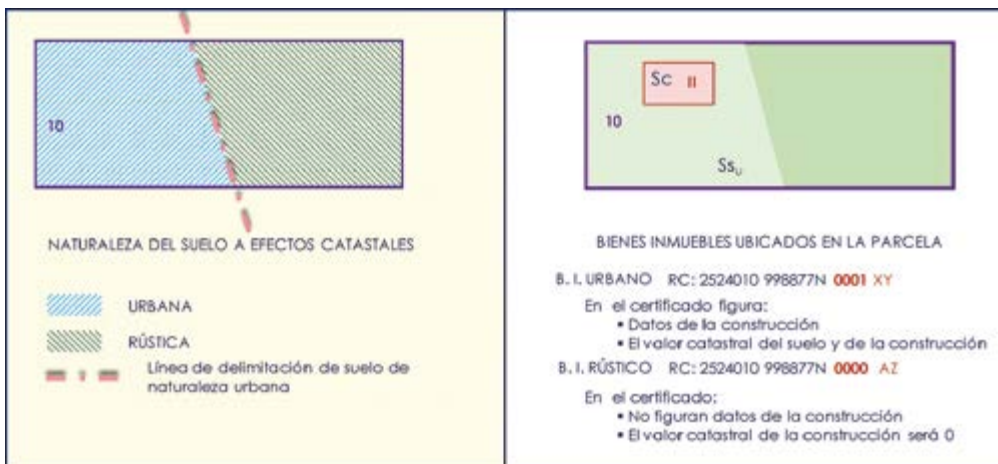 10
NATURALEZA DEL SUELO A EFECTOS CATASTALES
URBANA
RÚSTICA
Línea de delimitación de suelo de
naturaleza urbana
Sc II
10
Ssu
BIENES INMUEBLES UBICADOS EN LA PARCELA
B. I. URBANO RC: 2524010 998877N 0001 XY
En el certificado figura:
• Datos de la construcción
• El valor catastral del suelo y de la construcción
B. I. RÚSTICO RC: 2524010 998877N 0000 AZ
En el certificado:
• No figuran datos de la construcción
• El valor catastral de la construcción será 0